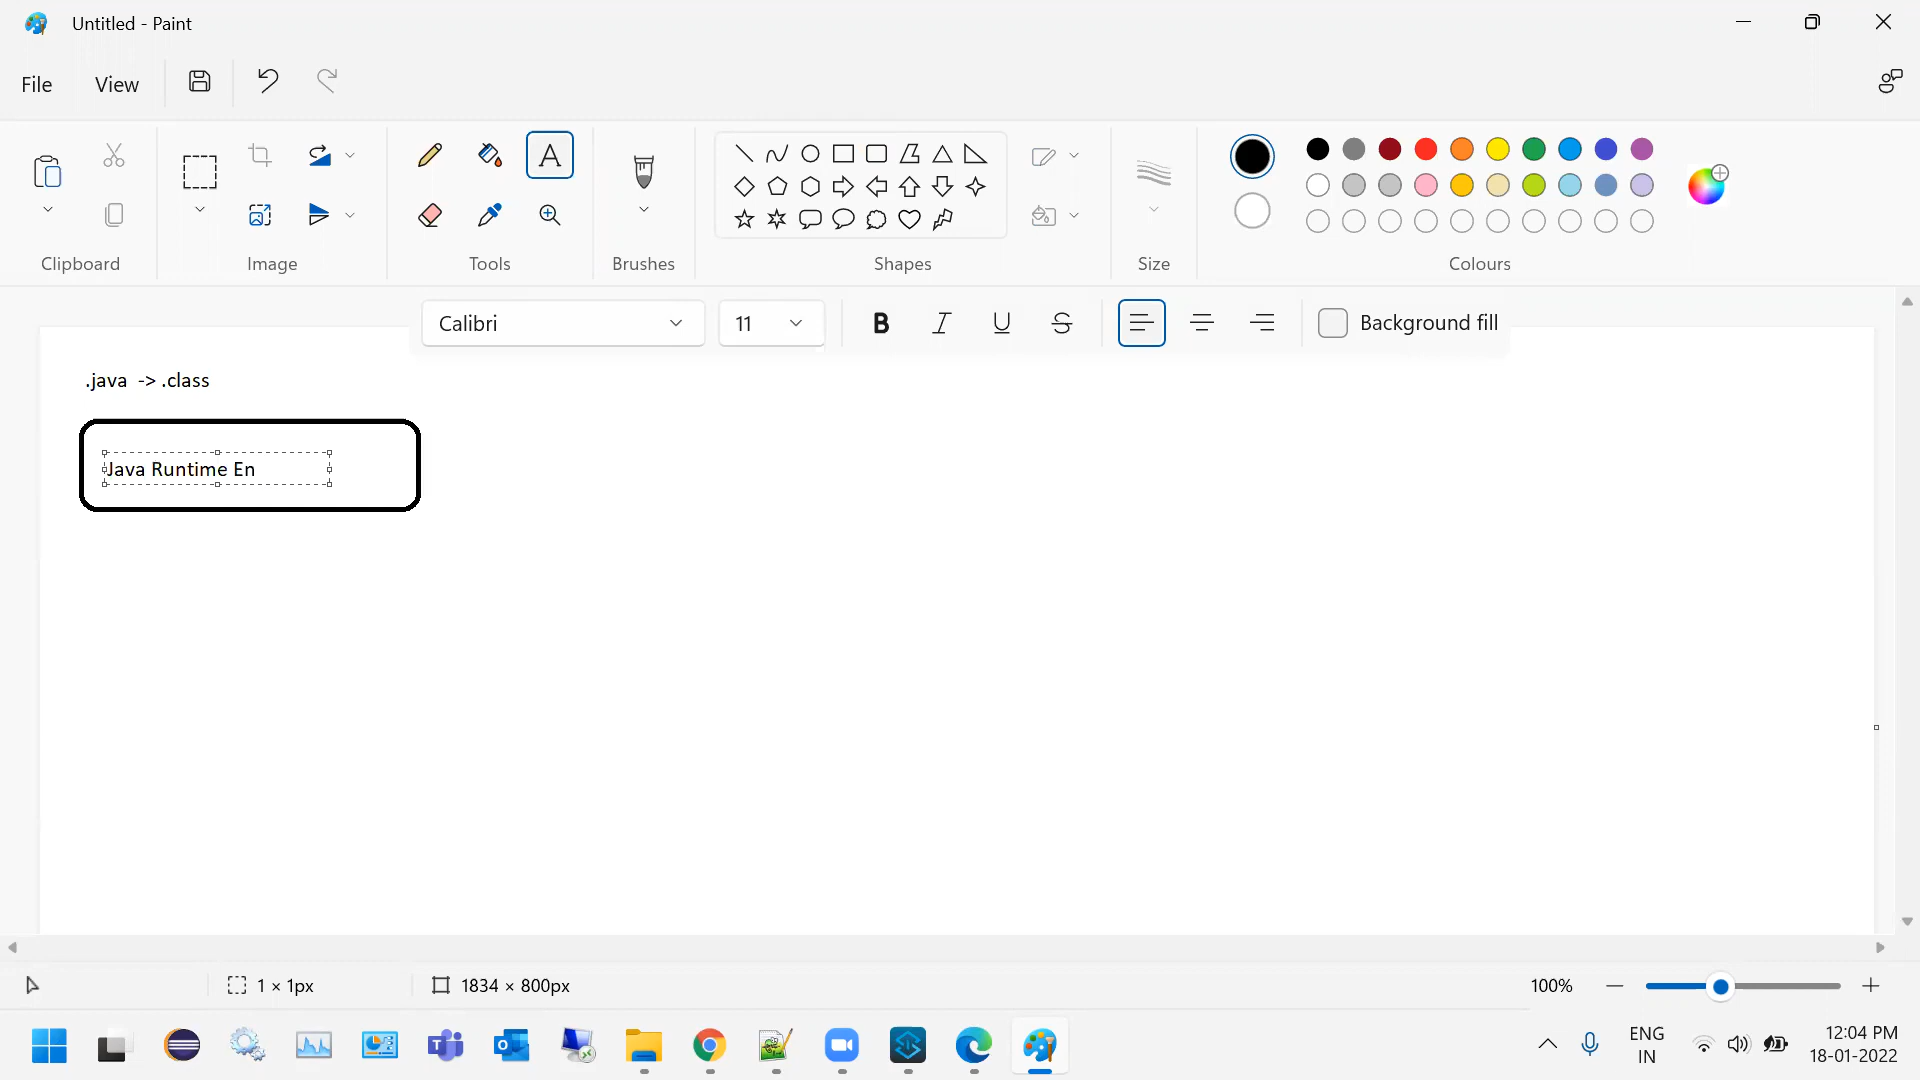 Untitled - Paint
File View
Clipboard Image Tools Brushes Shapes Size Colours
Calibri 11 B I U S Background fill
.java -> .class
Java Runtime En
1 × 1px 1834 × 800px 100%
ENG 12:04 PM
IN 18-01-2022